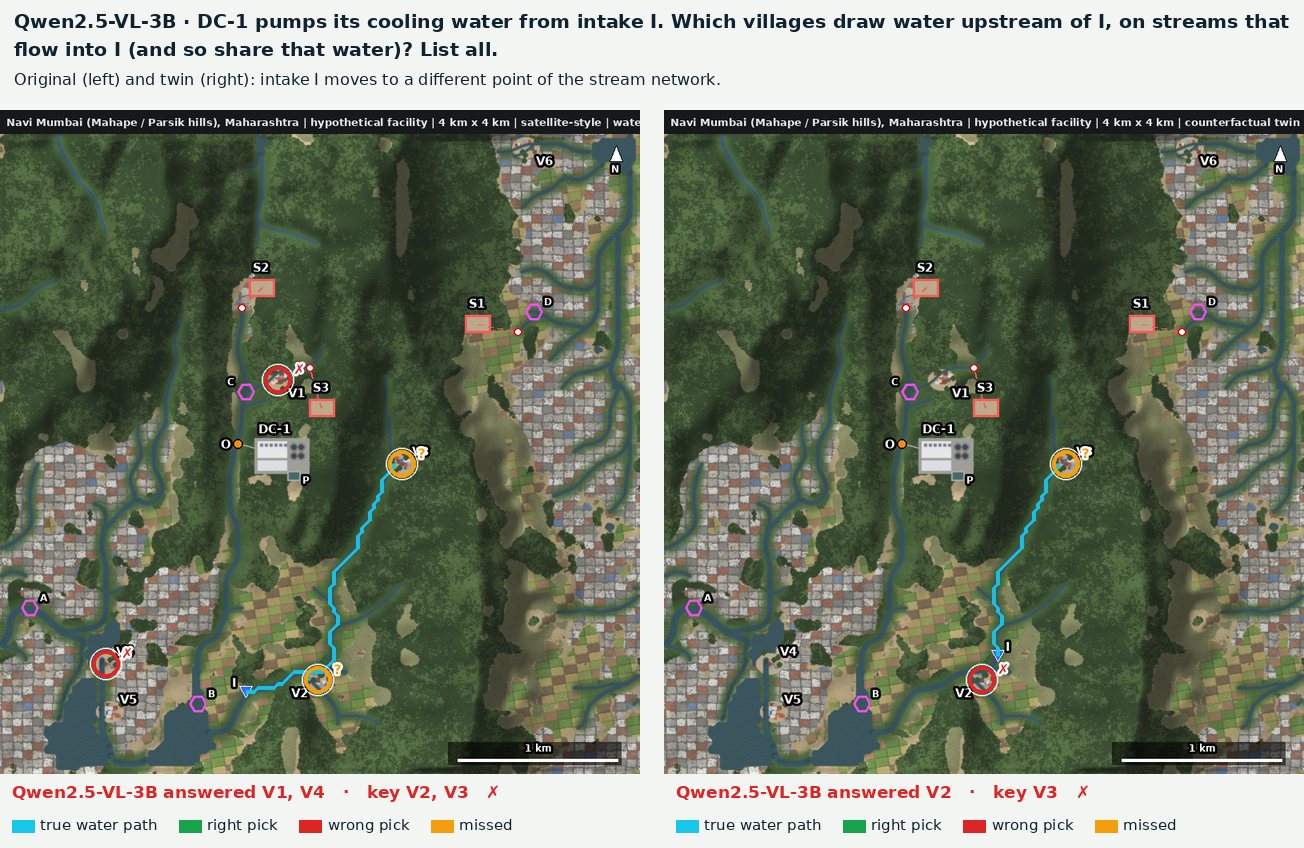 Qwen2.5-VL-3B · DC-1 pumps its cooling water from intake I. Which villages draw water upstream of I, on streams that
flow into I (and so share that water)? List all.
Original (left) and twin (right): intake I moves to a different point of the stream network.
Navi Mumbai (Mahape / Parsik hills), Maharashtra | hypothetical facility | 4 km x 4 km | satellite-style | wate
V6
N
S2
S1
D
✗
C
V1
S3
DC-1
O
?
P
A
✗
?
I
V2
B
V5
1 km
Navi Mumbai (Mahape / Parsik hills), Maharashtra | hypothetical facility | 4 km x 4 km | counterfactual twin
V6
N
S2
S1
D
C
V1
S3
DC-1
O
?
P
A
I
V4
✗
V2
B
V5
1 km
Qwen2.5-VL-3B answered V1, V4 · key V2, V3 ✗
true water path
right pick
wrong pick
missed
Qwen2.5-VL-3B answered V2 · key V3 ✗
true water path
right pick
wrong pick
missed